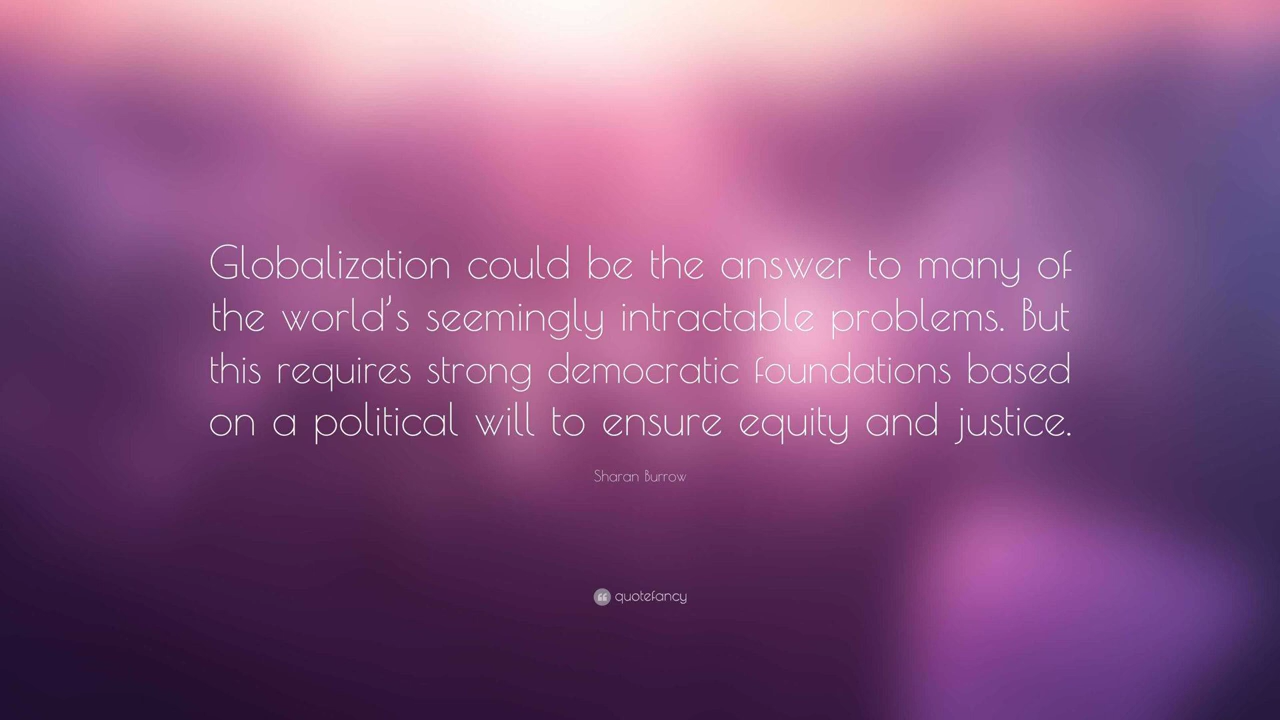 Globalization could be the answer to many of
the world’s seemingly intractable problems. But
this requires strong democratic foundations based
on a political will to ensure equity and justice.
Sharan Burrow
quotefancy